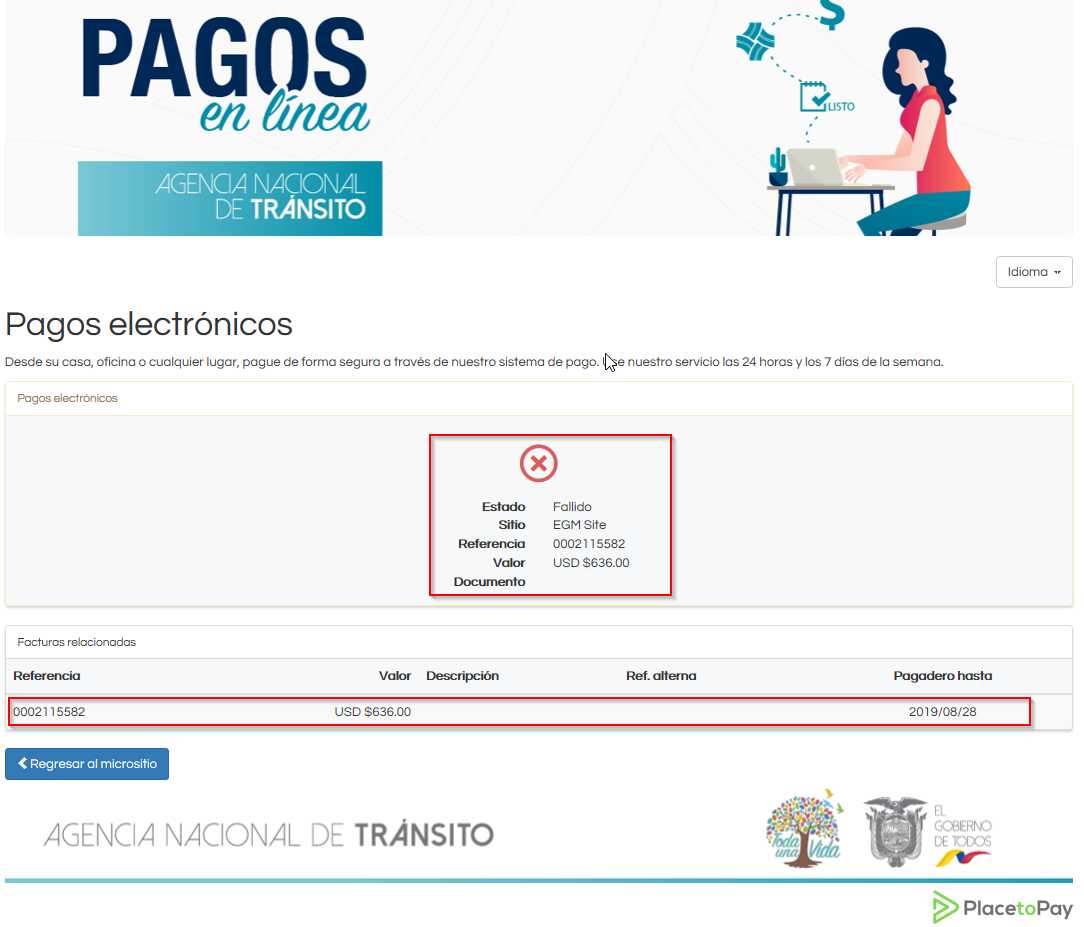 PAGOS
en línea
LISTO
AGENCIA NACIONAL
DE TRÁNSITO
Idioma
Pagos electrónicos
Desde su casa, oficina o cualquier lugar, pague de forma segura a través de nuestro sistema de pago. se nuestro servicio las 24 horas y los 7 días de la semana.
Pagos electrónicos
Estado Fallido
Sitio EGM Site
Referencia 0002115582
Valor USD $636.00
Documento
Facturas relacionadas
Referencia Valor Descripción Ref. alterna Pagadero hasta
0002115582 USD $636.00 2019/08/28
Regresar al micrositio
AGENCIA NACIONAL DE TRÁNSITO
Toda
una Vida
EL
GOBIERNO
DE TODOS
PlacetoPay